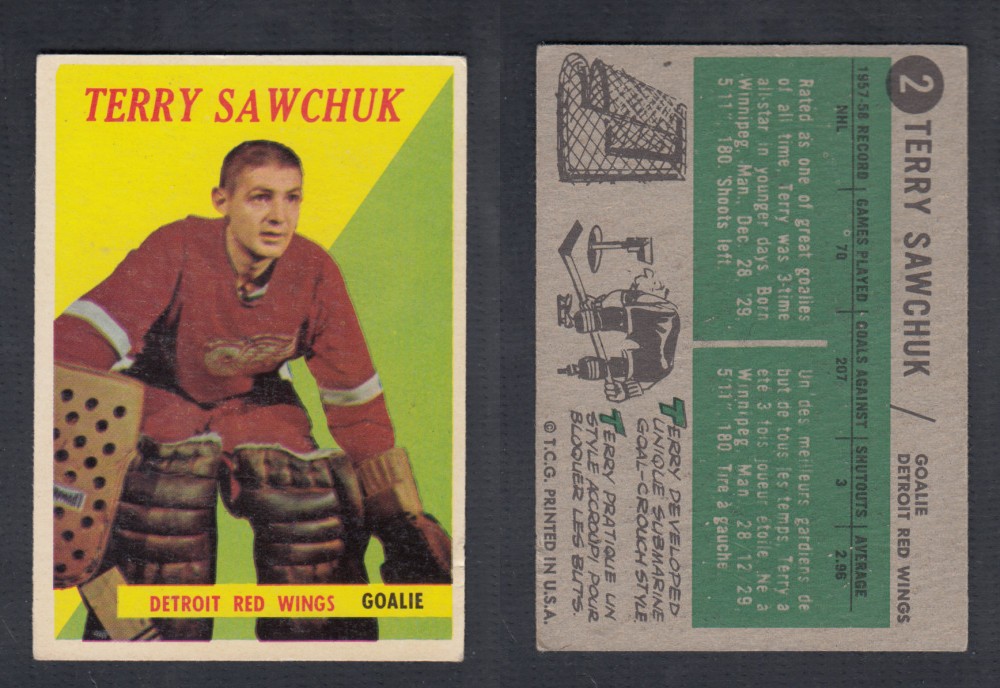 TERRY SAWCHUK
DETROIT RED WINGS GOALIE
2 TERRY SAWCHUK / GOALIE
DETROIT RED WINGS
1957-58 RECORD GAMES PLAYED GOALS AGAINST SHUTOUTS AVERAGE
NHL 70 207 3 2.96
Rated as one of great goalies
of all time, Terry was 3-time
all-star in younger days. Born
Winnipeg, Man., Dec. 28, 29.
5'11" 180 Shoots left
Un des meilleurs gardiens de
but de tous les temps, Terry a
ete 3 fois joueur étoile. Né a
Winnipeg, Man. 28 12 29
5'11" 180 Tire à gauche
TERRY DEVELOPED
UNIQUE SUBMARINE
GOAL-CROUCH STYLE.
TERRY PRATIQUE UN
STYLE ACROUPI POUR
BLOQUER LES BUTS.
© T.C.G. PRINTED IN U.S.A.